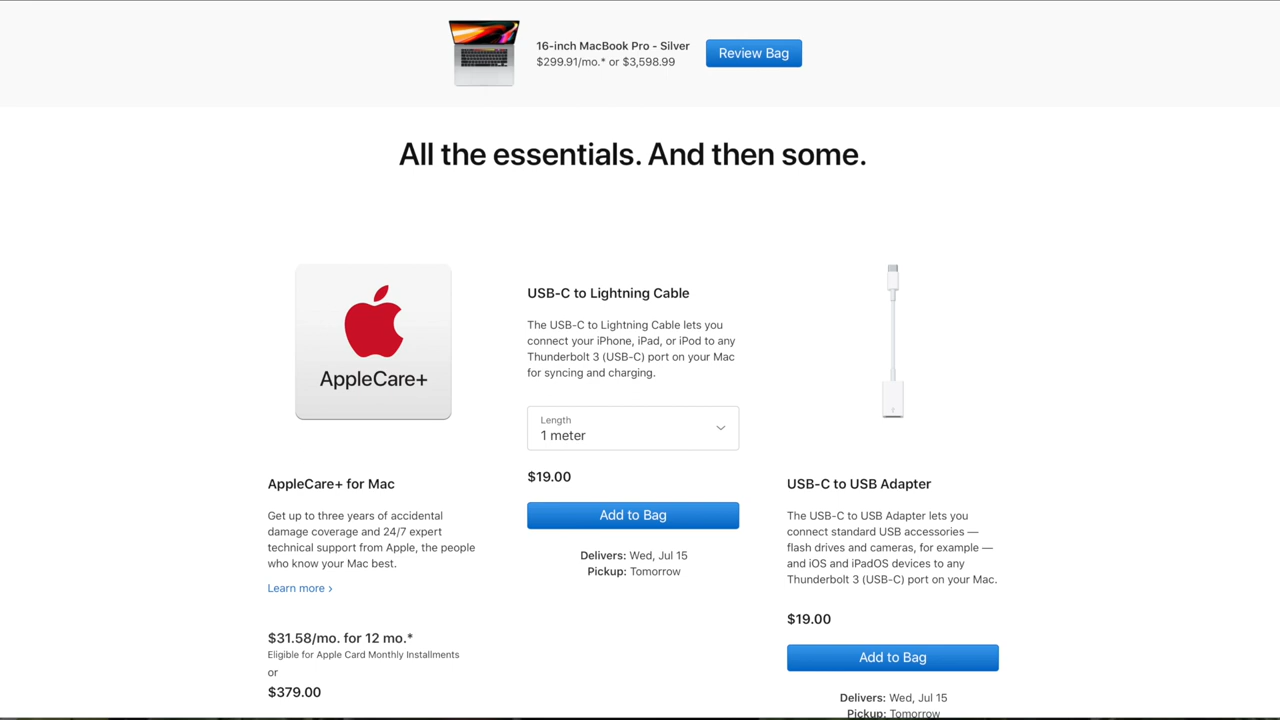 16-inch MacBook Pro - Silver
$299.91/mo.* or $3,598.99
Review Bag
All the essentials. And then some.
AppleCare+
AppleCare+ for Mac
Get up to three years of accidental
damage coverage and 24/7 expert
technical support from Apple, the people
who know your Mac best.
Learn more ›
$31.58/mo. for 12 mo.*
Eligible for Apple Card Monthly Installments
or
$379.00
USB-C to Lightning Cable
The USB-C to Lightning Cable lets you
connect your iPhone, iPad, or iPod to any
Thunderbolt 3 (USB-C) port on your Mac
for syncing and charging.
Length
1 meter
$19.00
Add to Bag
Delivers: Wed, Jul 15
Pickup: Tomorrow
USB-C to USB Adapter
The USB-C to USB Adapter lets you
connect standard USB accessories —
flash drives and cameras, for example —
and iOS and iPadOS devices to any
Thunderbolt 3 (USB-C) port on your Mac.
$19.00
Add to Bag
Delivers: Wed, Jul 15
Pickup: Tomorrow